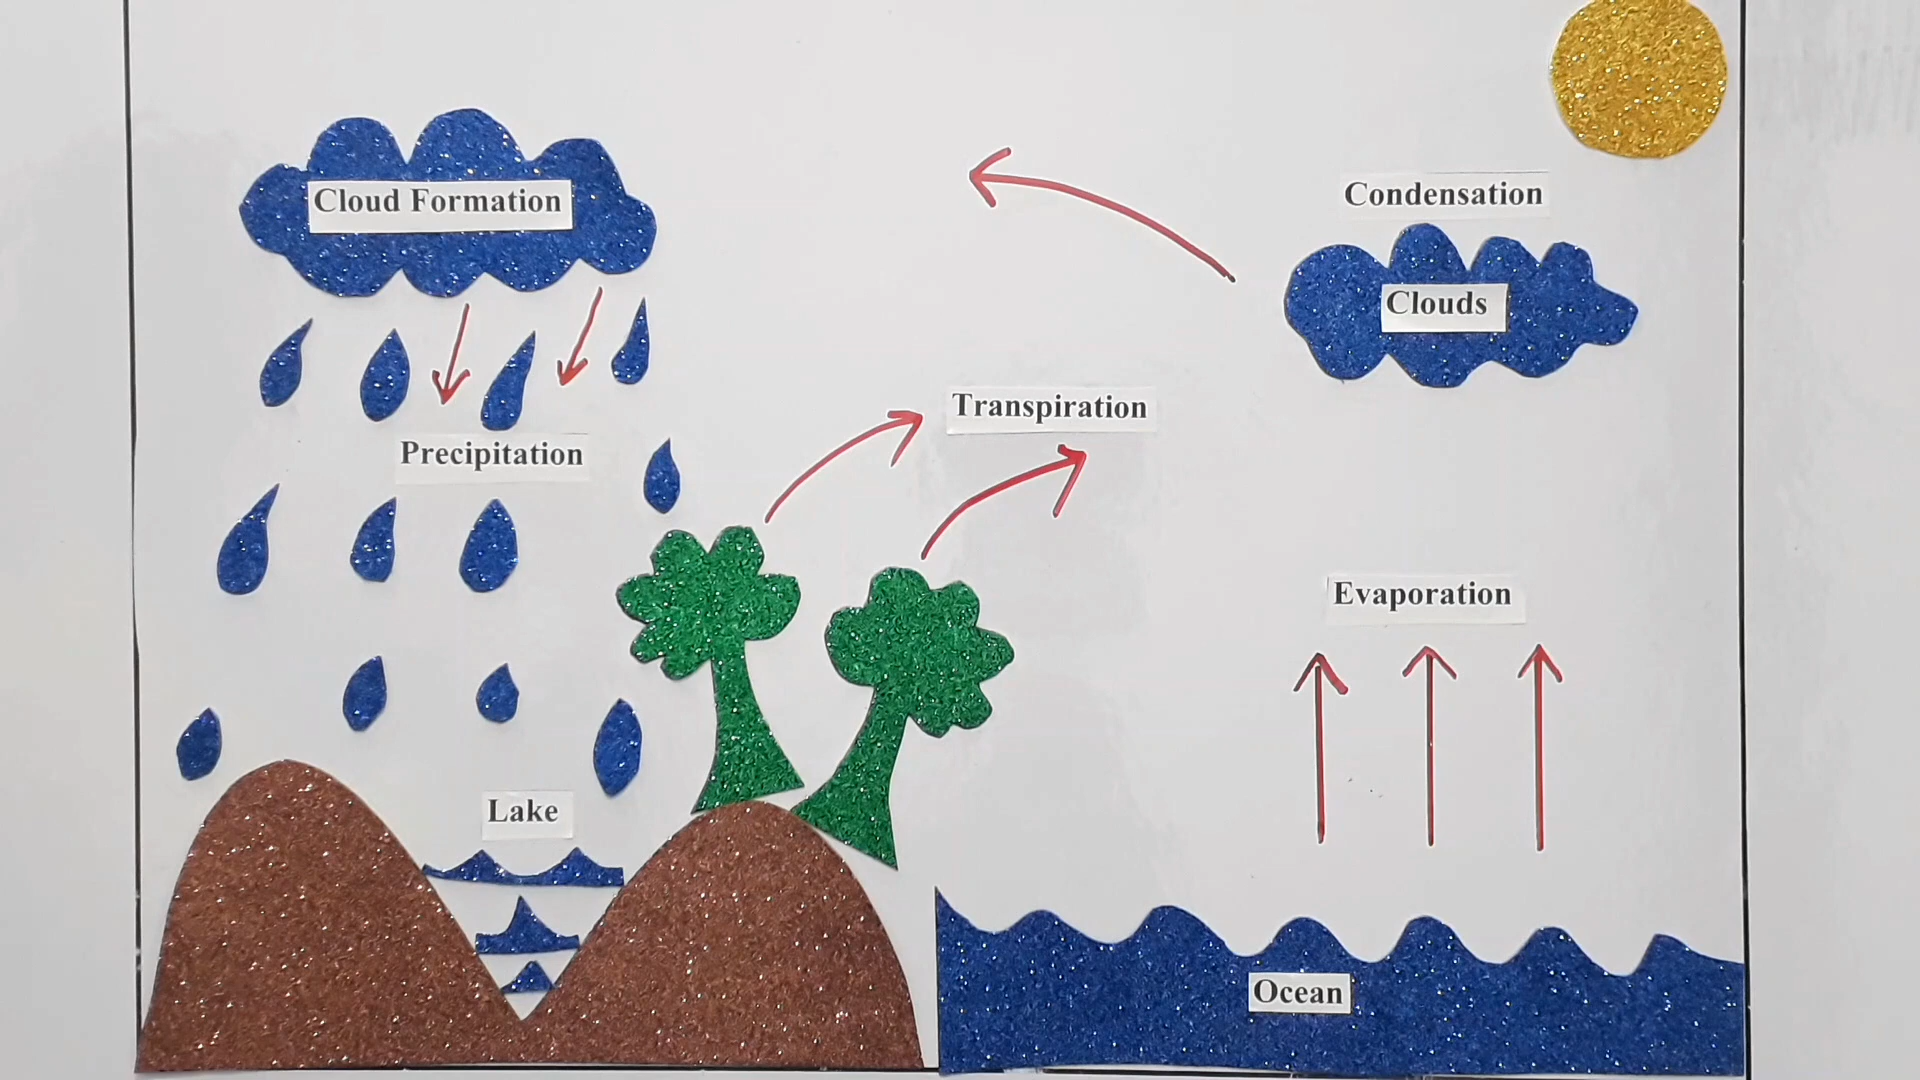 Cloud Formation
Condensation
Clouds
Transpiration
Precipitation
Evaporation
Lake
Ocean